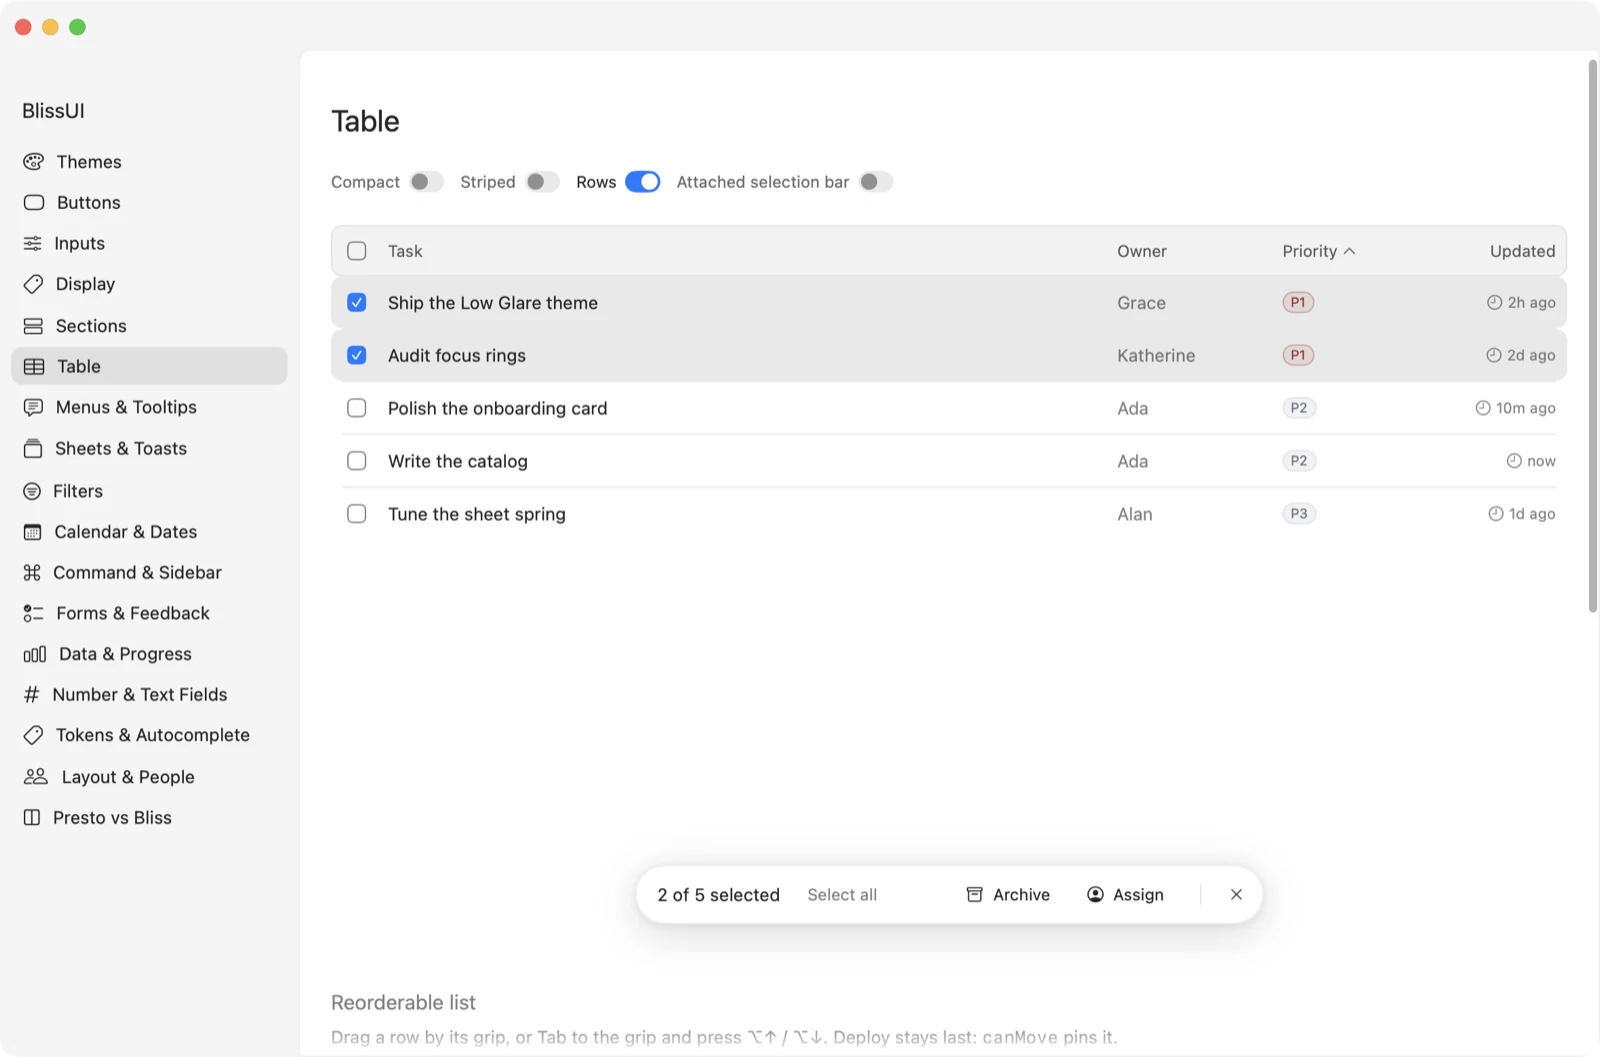 BlissUI
Themes
Buttons
Inputs
Display
Sections
Table
Menus & Tooltips
Sheets & Toasts
Filters
Calendar & Dates
Command & Sidebar
Forms & Feedback
Data & Progress
Number & Text Fields
Tokens & Autocomplete
Layout & People
Presto vs Bliss
Table
Compact Striped Rows Attached selection bar
Task Owner Priority Updated
Ship the Low Glare theme Grace P1 2h ago
Audit focus rings Katherine P1 2d ago
Polish the onboarding card Ada P2 10m ago
Write the catalog Ada P2 now
Tune the sheet spring Alan P3 1d ago
2 of 5 selected Select all Archive Assign
Reorderable list
Drag a row by its grip, or Tab to the grip and press ⌥↑ / ⌥↓. Deploy stays last: canMove pins it.